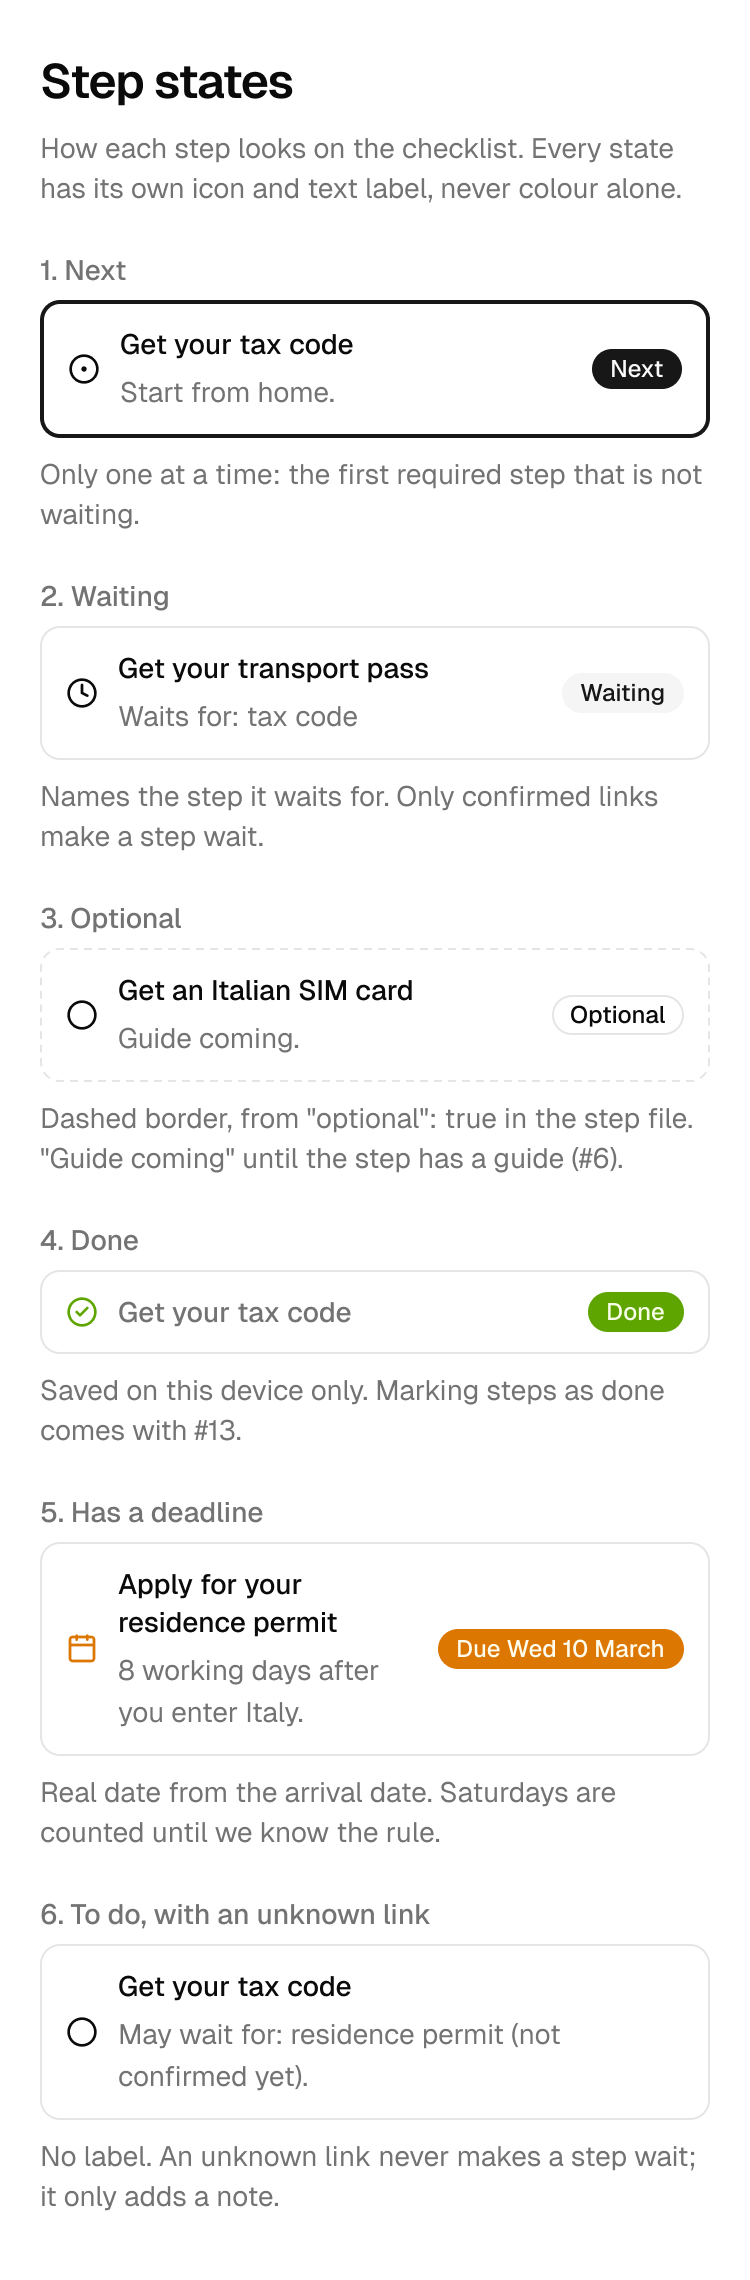 Step states
How each step looks on the checklist. Every state
has its own icon and text label, never colour alone.
1. Next
Get your tax code
Start from home.
Next
Only one at a time: the first required step that is not
waiting.
2. Waiting
Get your transport pass
Waits for: tax code
Waiting
Names the step it waits for. Only confirmed links
make a step wait.
3. Optional
Get an Italian SIM card
Guide coming.
Optional
Dashed border, from "optional": true in the step file.
"Guide coming" until the step has a guide (#6).
4. Done
Get your tax code
Done
Saved on this device only. Marking steps as done
comes with #13.
5. Has a deadline
Apply for your
residence permit
8 working days after
you enter Italy.
Due Wed 10 March
Real date from the arrival date. Saturdays are
counted until we know the rule.
6. To do, with an unknown link
Get your tax code
May wait for: residence permit (not
confirmed yet).
No label. An unknown link never makes a step wait;
it only adds a note.